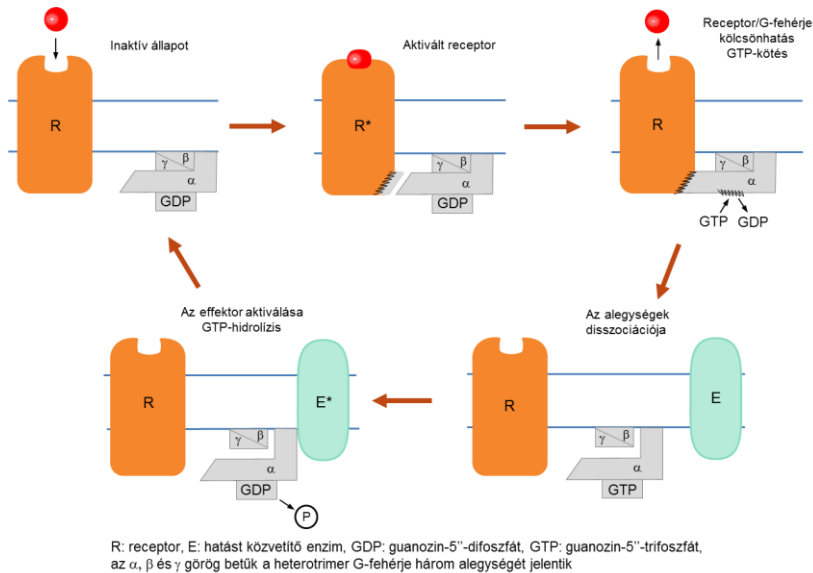 Inaktív állapot
R
γ
β
α
GDP
Aktivált receptor
R*
γ
β
α
GDP
Receptor/G-fehérje
kölcsönhatás
GTP-kötés
R
γ
β
α
GTP
GDP
Az effektor aktiválása
GTP-hidrolízis
R
E*
γ
β
α
GDP
P
Az alegységek
disszociációja
R
E
γ
β
α
GTP
R: receptor, E: hatást közvetítő enzim, GDP: guanozin-5''-difoszfát, GTP: guanozin-5''-trifoszfát,
az α, β és γ görög betűk a heterotrimer G-fehérje három alegységét jelentik